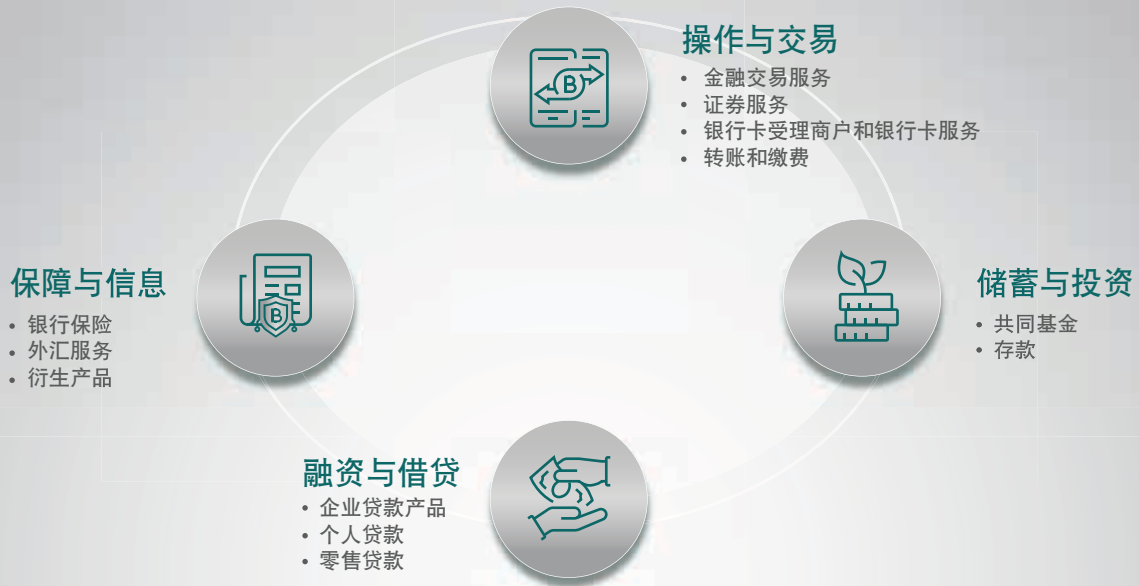 操作与交易
• 金融交易服务
• 证券服务
• 银行卡受理商户和银行卡服务
• 转账和缴费
保障与信息
• 银行保险
• 外汇服务
• 衍生产品
储蓄与投资
• 共同基金
• 存款
融资与借贷
• 企业贷款产品
• 个人贷款
• 零售贷款
B
B